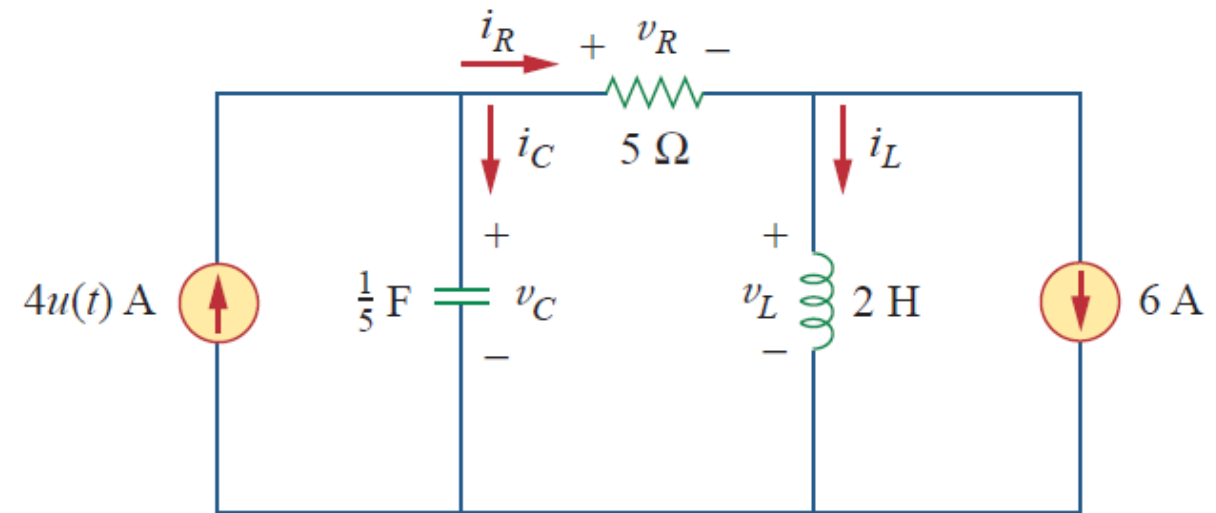 i_R + v_R −
i_C 5 Ω i_L
+ +
4u(t) A 1/5 F v_C v_L 2 H 6 A
− −